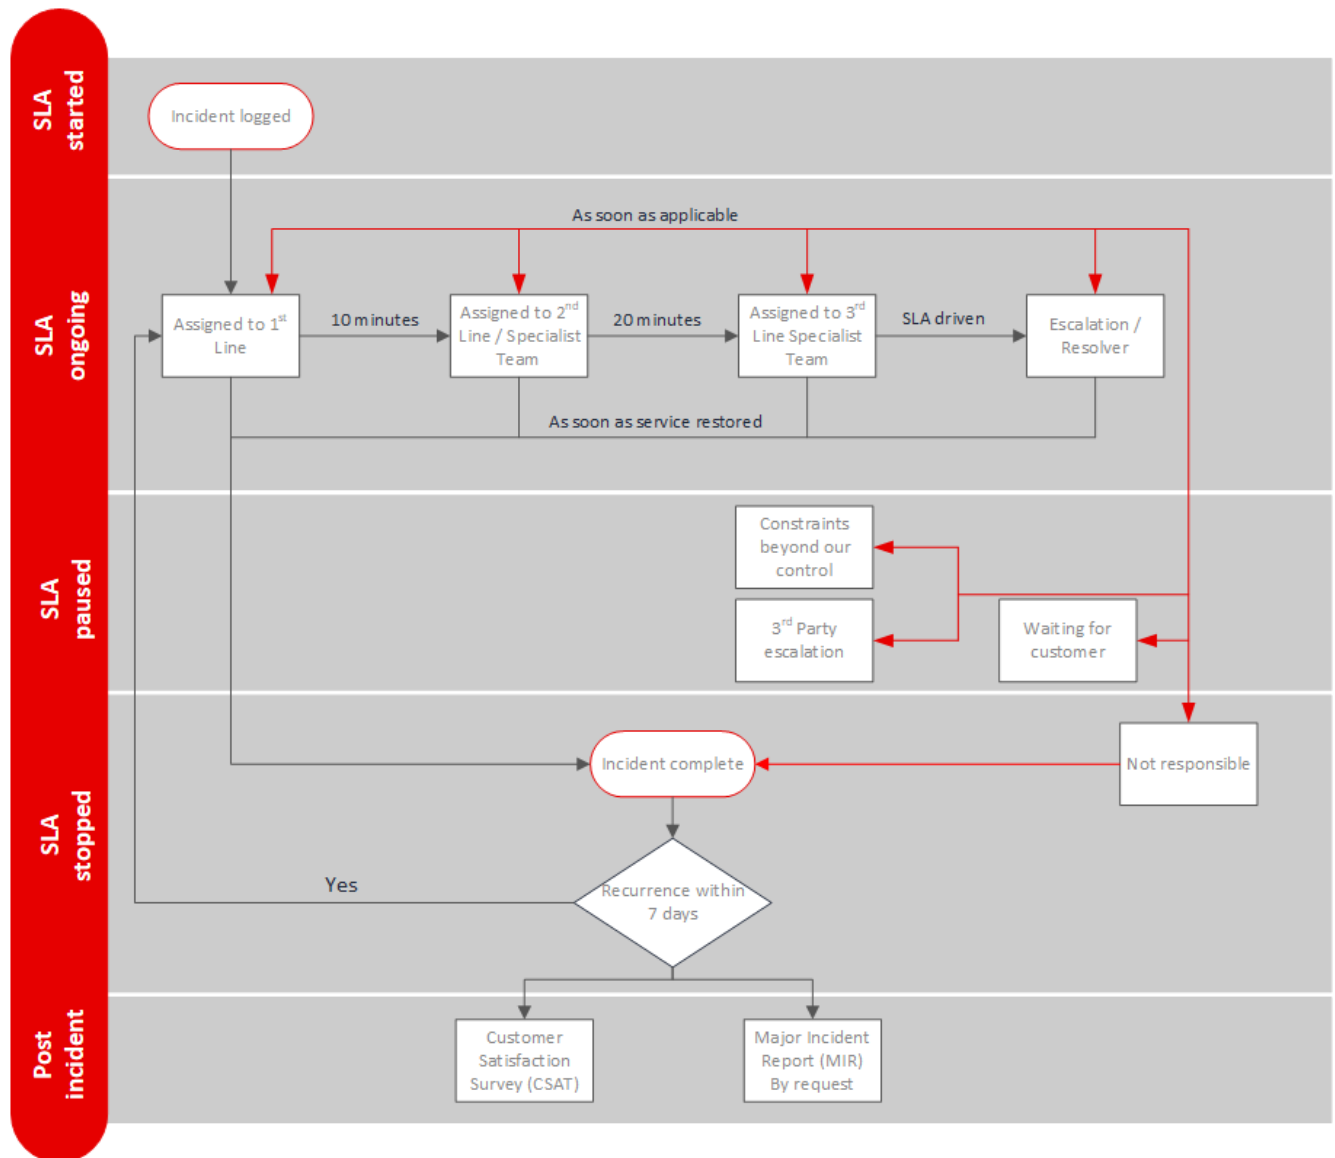 SLA
started
Incident logged
As soon as applicable
SLA
ongoing
Assigned to 1st
Line
10 minutes
Assigned to 2nd
Line / Specialist
Team
20 minutes
Assigned to 3rd
Line Specialist
Team
SLA driven
Escalation /
Resolver
As soon as service restored
SLA
paused
Constraints
beyond our
control
3rd Party
escalation
Waiting for
customer
SLA
stopped
Incident complete
Not responsible
Yes
Recurrence within
7 days
Post
incident
Customer
Satisfaction
Survey (CSAT)
Major Incident
Report (MIR)
By request